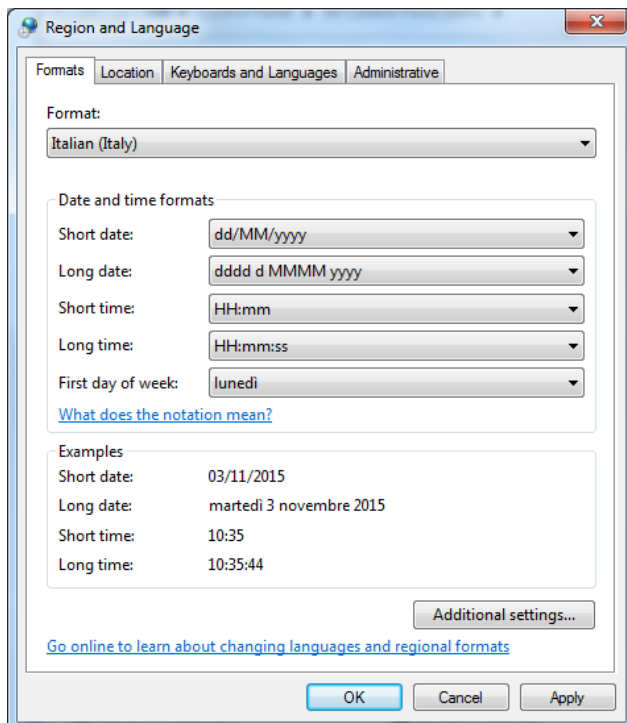 Region and Language
Formats Location Keyboards and Languages Administrative
Format:
Italian (Italy)
Date and time formats
Short date: dd/MM/yyyy
Long date: dddd d MMMM yyyy
Short time: HH:mm
Long time: HH:mm:ss
First day of week: lunedì
What does the notation mean?
Examples
Short date: 03/11/2015
Long date: martedì 3 novembre 2015
Short time: 10:35
Long time: 10:35:44
Additional settings...
Go online to learn about changing languages and regional formats
OK Cancel Apply